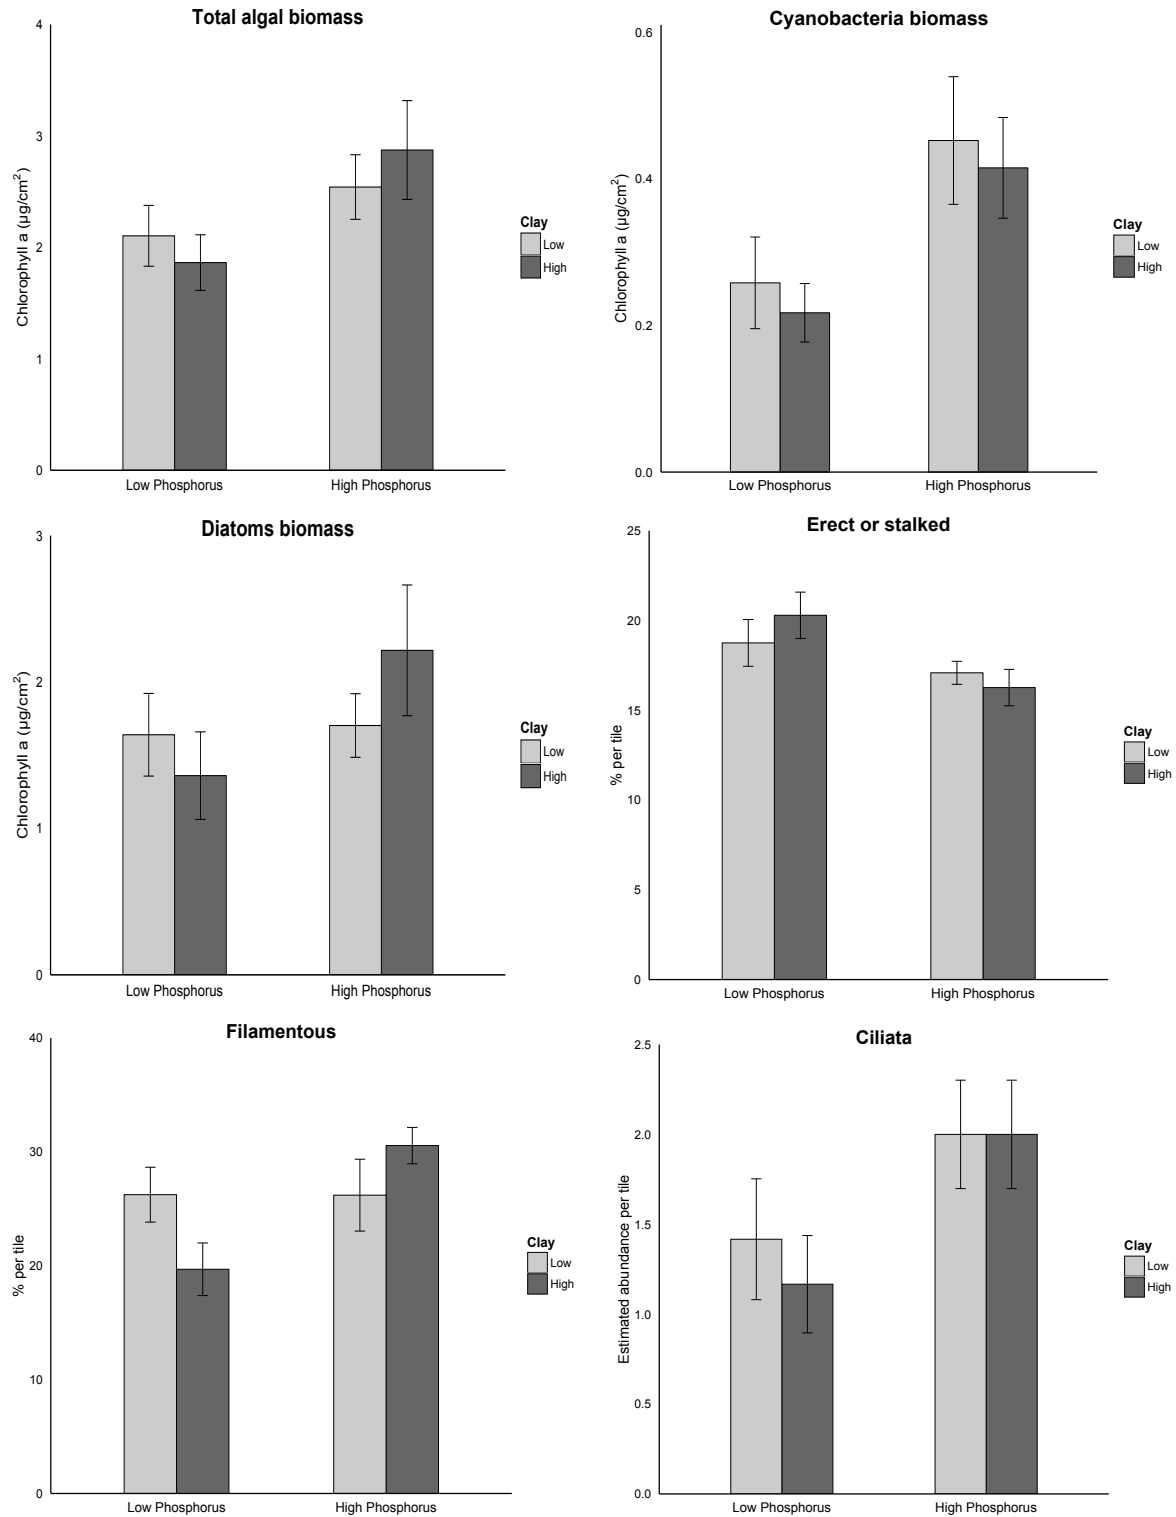 Total algal biomass
Chlorophyll a (µg/cm²)
4
3
2
1
0
Low Phosphorus
High Phosphorus
Clay
Low
High
Cyanobacteria biomass
Chlorophyll a (µg/cm²)
0.6
0.4
0.2
0.0
Low Phosphorus
High Phosphorus
Clay
Low
High
Diatoms biomass
Chlorophyll a (µg/cm²)
3
2
1
0
Low Phosphorus
High Phosphorus
Clay
Low
High
Erect or stalked
% per tile
25
20
15
10
5
0
Low Phosphorus
High Phosphorus
Clay
Low
High
Filamentous
% per tile
40
30
20
10
0
Low Phosphorus
High Phosphorus
Clay
Low
High
Ciliata
Estimated abundance per tile
2.5
2.0
1.5
1.0
0.5
0.0
Low Phosphorus
High Phosphorus
Clay
Low
High